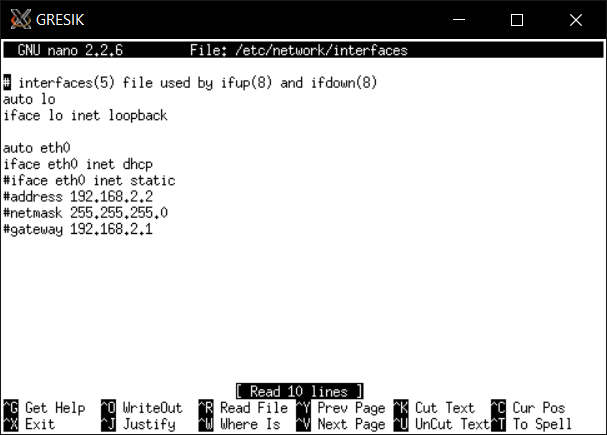 GRESIK
GNU nano 2.2.6 File: /etc/network/interfaces
# interfaces(5) file used by ifup(8) and ifdown(8)
auto lo
iface lo inet loopback
auto eth0
iface eth0 inet dhcp
#iface eth0 inet static
#address 192.168.2.2
#netmask 255.255.255.0
#gateway 192.168.2.1
[ Read 10 lines ]
^G Get Help ^O WriteOut ^R Read File ^Y Prev Page ^K Cut Text ^C Cur Pos
^X Exit ^J Justify ^W Where Is ^V Next Page ^U UnCut Text ^T To Spell